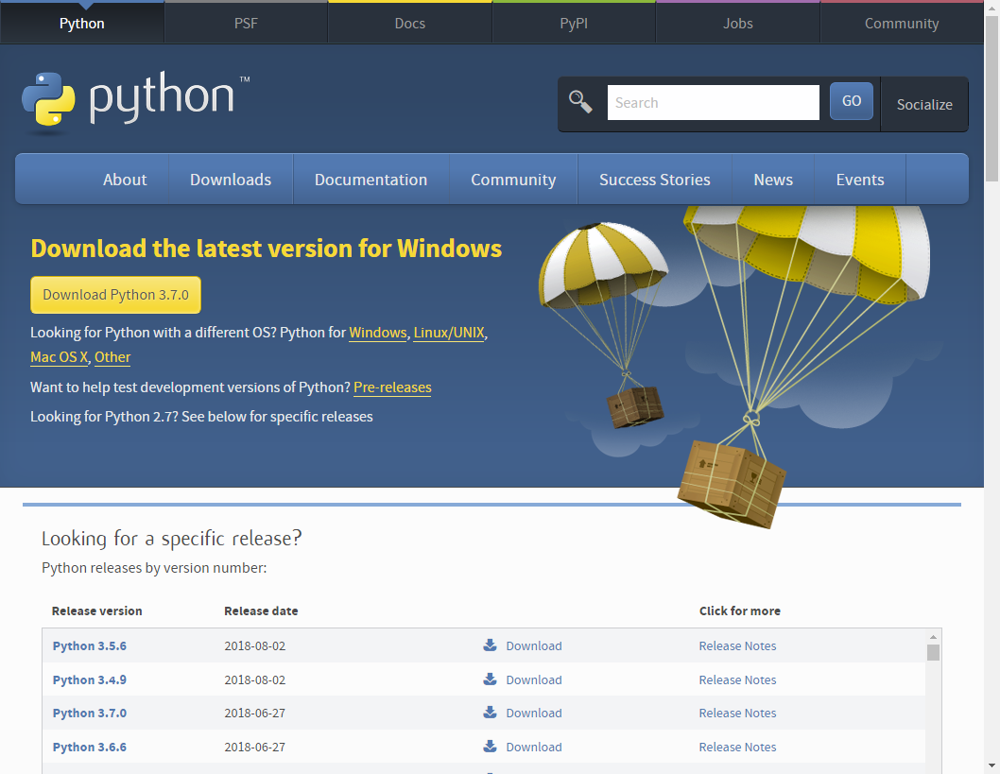 Python PSF Docs PyPI Jobs Community
python™
Search GO Socialize
About Downloads Documentation Community Success Stories News Events
Download the latest version for Windows
Download Python 3.7.0
Looking for Python with a different OS? Python for Windows, Linux/UNIX,
Mac OS X, Other
Want to help test development versions of Python? Pre-releases
Looking for Python 2.7? See below for specific releases
Looking for a specific release?
Python releases by version number:
Release version Release date Click for more
Python 3.5.6 2018-08-02 Download Release Notes
Python 3.4.9 2018-08-02 Download Release Notes
Python 3.7.0 2018-06-27 Download Release Notes
Python 3.6.6 2018-06-27 Download Release Notes